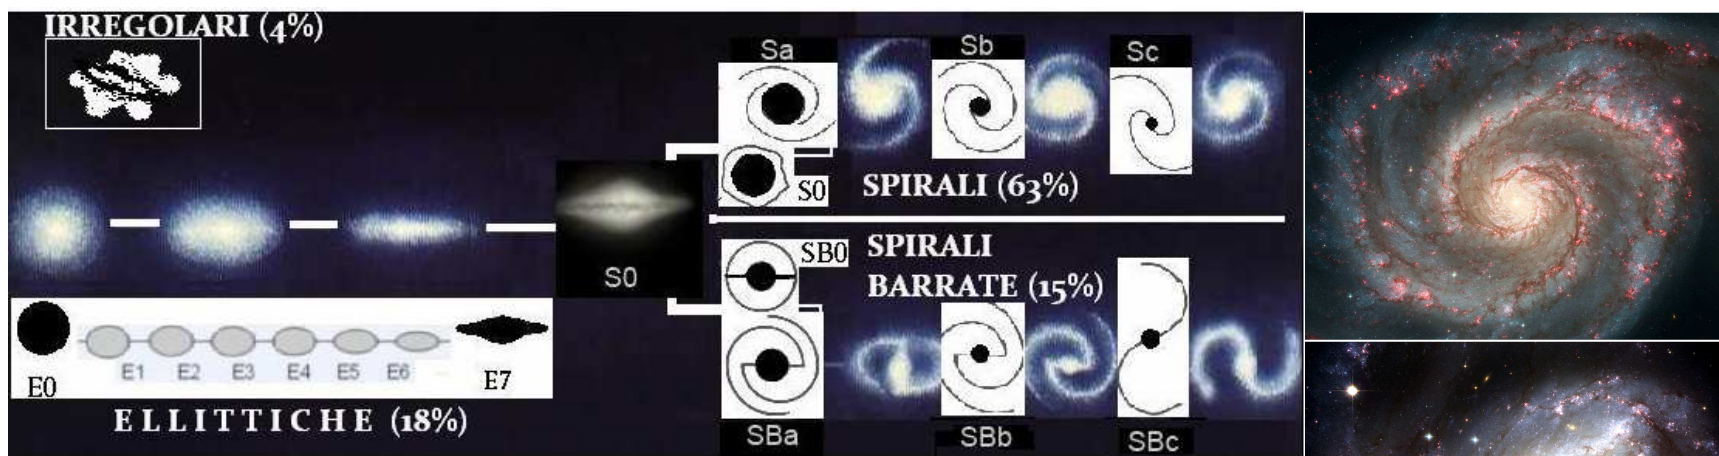 IRREGOLARI (4%)
Sa
Sb
Sc
S0
SPIRALI (63%)
S0
SB0
SPIRALI
BARRATE (15%)
E0
E1 E2 E3 E4 E5 E6
E7
ELLITTICHE (18%)
SBa
SBb
SBc